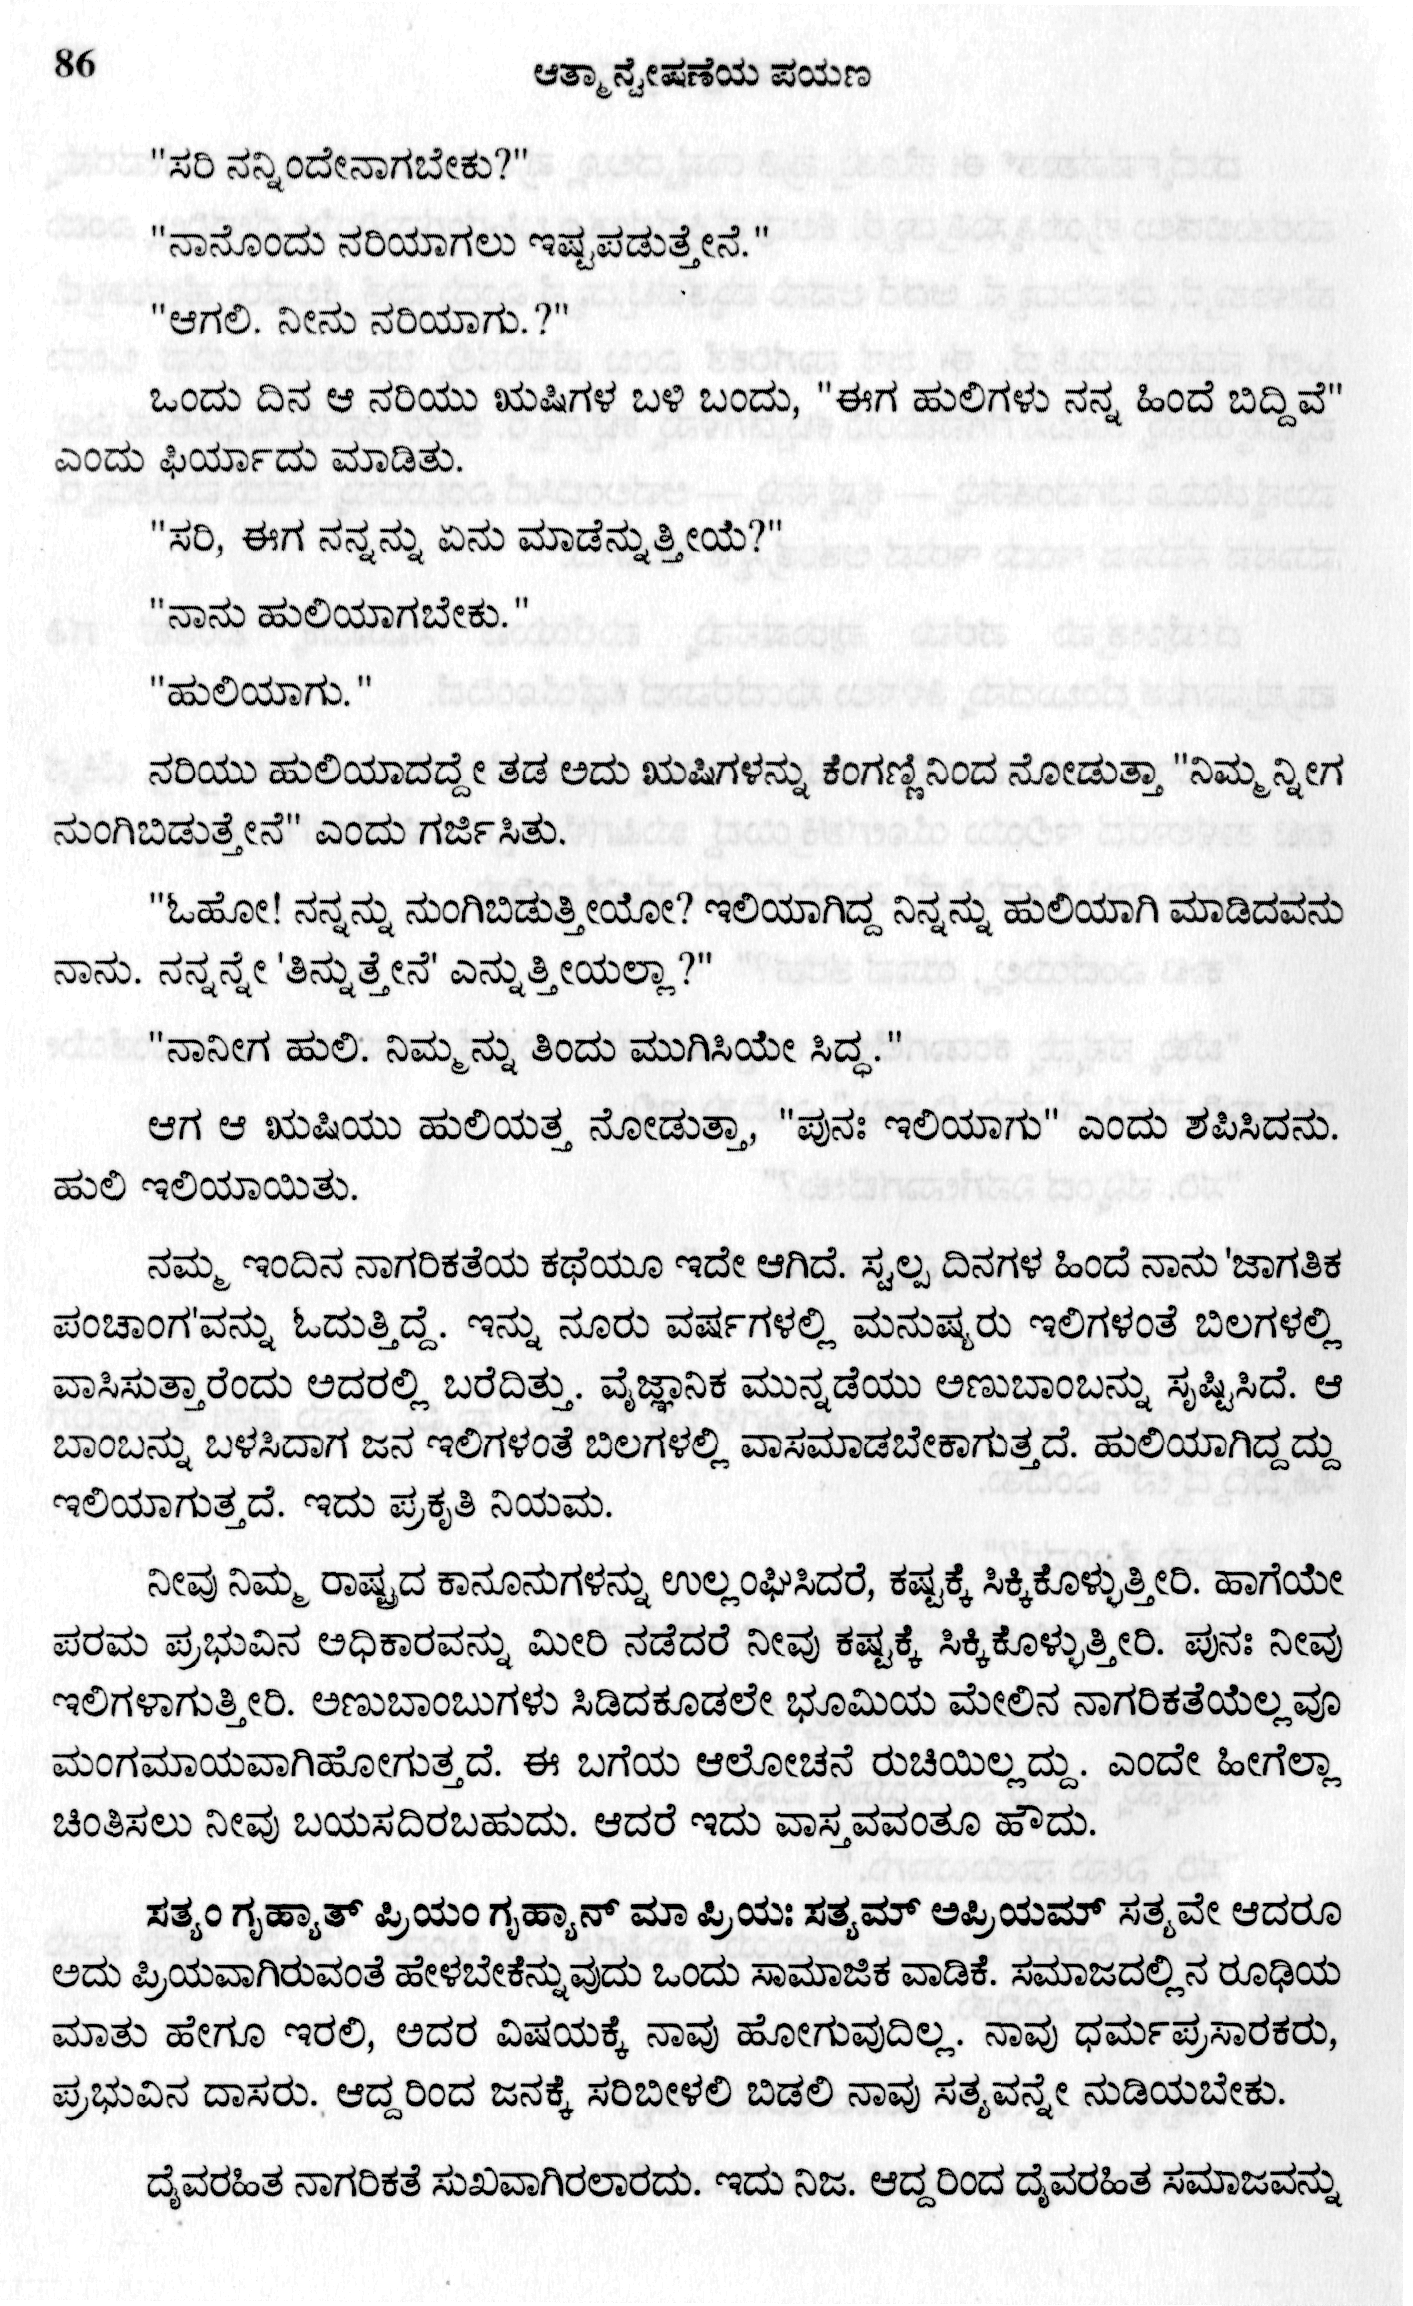 86
ಆತ್ಮಾನ್ವೇಷಣೆಯ ಪಯಣ
"ಸರಿ ನನ್ನಿಂದೇನಾಗಬೇಕು?"
"ನಾನೊಂದು ನರಿಯಾಗಲು ಇಷ್ಟಪಡುತ್ತೇನೆ."
"ಆಗಲಿ. ನೀನು ನರಿಯಾಗು.?"
ಒಂದು ದಿನ ಆ ನರಿಯು ಋಷಿಗಳ ಬಳಿ ಬಂದು, "ಈಗ ಹುಲಿಗಳು ನನ್ನ ಹಿಂದೆ ಬಿದ್ದಿವೆ"
ಎಂದು ಫಿರ್ಯಾದು ಮಾಡಿತು.
"ಸರಿ, ಈಗ ನನ್ನನ್ನು ಏನು ಮಾಡೆನ್ನುತ್ತೀಯೆ?"
"ನಾನು ಹುಲಿಯಾಗಬೇಕು."
"ಹುಲಿಯಾಗು."
ನರಿಯು ಹುಲಿಯಾದದ್ದೇ ತಡ ಅದು ಋಷಿಗಳನ್ನು ಕೆಂಗಣ್ಣಿನಿಂದ ನೋಡುತ್ತಾ "ನಿಮ್ಮನ್ನೀಗ
ನುಂಗಿಬಿಡುತ್ತೇನೆ" ಎಂದು ಗರ್ಜಿಸಿತು.
"ಓಹೋ! ನನ್ನನ್ನು ನುಂಗಿಬಿಡುತ್ತೀಯೋ? ಇಲಿಯಾಗಿದ್ದ ನಿನ್ನನ್ನು ಹುಲಿಯಾಗಿ ಮಾಡಿದವನು
ನಾನು. ನನ್ನನ್ನೇ 'ತಿನ್ನುತ್ತೇನೆ' ಎನ್ನುತ್ತೀಯಲ್ಲಾ?"
"ನಾನೀಗ ಹುಲಿ. ನಿಮ್ಮನ್ನು ತಿಂದು ಮುಗಿಸಿಯೇ ಸಿದ್ಧ."
ಆಗ ಆ ಋಷಿಯು ಹುಲಿಯತ್ತ ನೋಡುತ್ತಾ, "ಪುನಃ ಇಲಿಯಾಗು" ಎಂದು ಶಪಿಸಿದನು.
ಹುಲಿ ಇಲಿಯಾಯಿತು.
ನಮ್ಮ ಇಂದಿನ ನಾಗರಿಕತೆಯ ಕಥೆಯೂ ಇದೇ ಆಗಿದೆ. ಸ್ವಲ್ಪ ದಿನಗಳ ಹಿಂದೆ ನಾನು 'ಜಾಗತಿಕ
ಪಂಚಾಂಗ'ವನ್ನು ಓದುತ್ತಿದ್ದೆ. ಇನ್ನು ನೂರು ವರ್ಷಗಳಲ್ಲಿ ಮನುಷ್ಯರು ಇಲಿಗಳಂತೆ ಬಿಲಗಳಲ್ಲಿ
ವಾಸಿಸುತ್ತಾರೆಂದು ಅದರಲ್ಲಿ ಬರೆದಿತ್ತು. ವೈಜ್ಞಾನಿಕ ಮುನ್ನಡೆಯು ಅಣುಬಾಂಬನ್ನು ಸೃಷ್ಟಿಸಿದೆ. ಆ
ಬಾಂಬನ್ನು ಬಳಸಿದಾಗ ಜನ ಇಲಿಗಳಂತೆ ಬಿಲಗಳಲ್ಲಿ ವಾಸಮಾಡಬೇಕಾಗುತ್ತದೆ. ಹುಲಿಯಾಗಿದ್ದದ್ದು
ಇಲಿಯಾಗುತ್ತದೆ. ಇದು ಪ್ರಕೃತಿ ನಿಯಮ.
ನೀವು ನಿಮ್ಮ ರಾಷ್ಟ್ರದ ಕಾನೂನುಗಳನ್ನು ಉಲ್ಲಂಘಿಸಿದರೆ, ಕಷ್ಟಕ್ಕೆ ಸಿಕ್ಕಿಕೊಳ್ಳುತ್ತೀರಿ. ಹಾಗೆಯೇ
ಪರಮ ಪ್ರಭುವಿನ ಅಧಿಕಾರವನ್ನು ಮೀರಿ ನಡೆದರೆ ನೀವು ಕಷ್ಟಕ್ಕೆ ಸಿಕ್ಕಿಕೊಳ್ಳುತ್ತೀರಿ. ಪುನಃ ನೀವು
ಇಲಿಗಳಾಗುತ್ತೀರಿ. ಅಣುಬಾಂಬುಗಳು ಸಿಡಿದಕೂಡಲೇ ಭೂಮಿಯ ಮೇಲಿನ ನಾಗರಿಕತೆಯೆಲ್ಲವೂ
ಮಂಗಮಾಯವಾಗಿಹೋಗುತ್ತದೆ. ಈ ಬಗೆಯ ಆಲೋಚನೆ ರುಚಿಯಿಲ್ಲದ್ದು. ಎಂದೇ ಹೀಗೆಲ್ಲಾ
ಚಿಂತಿಸಲು ನೀವು ಬಯಸದಿರಬಹುದು. ಆದರೆ ಇದು ವಾಸ್ತವವಂತೂ ಹೌದು.
ಸತ್ಯಂ ಗೃಹ್ಯಾತ್ ಪ್ರಿಯಂ ಗೃಹ್ಯಾನ್ ಮಾ ಪ್ರಿಯಃ ಸತ್ಯಮ್ ಅಪ್ರಿಯಮ್ ಸತ್ಯವೇ ಆದರೂ
ಅದು ಪ್ರಿಯವಾಗಿರುವಂತೆ ಹೇಳಬೇಕೆನ್ನುವುದು ಒಂದು ಸಾಮಾಜಿಕ ವಾಡಿಕೆ. ಸಮಾಜದಲ್ಲಿನ ರೂಢಿಯ
ಮಾತು ಹೇಗೂ ಇರಲಿ, ಅದರ ವಿಷಯಕ್ಕೆ ನಾವು ಹೋಗುವುದಿಲ್ಲ. ನಾವು ಧರ್ಮಪ್ರಸಾರಕರು,
ಪ್ರಭುವಿನ ದಾಸರು. ಆದ್ದರಿಂದ ಜನಕ್ಕೆ ಸರಿಬೀಳಲಿ ಬಿಡಲಿ ನಾವು ಸತ್ಯವನ್ನೇ ನುಡಿಯಬೇಕು.
ದೈವರಹಿತ ನಾಗರಿಕತೆ ಸುಖವಾಗಿರಲಾರದು. ಇದು ನಿಜ. ಆದ್ದರಿಂದ ದೈವರಹಿತ ಸಮಾಜವನ್ನು